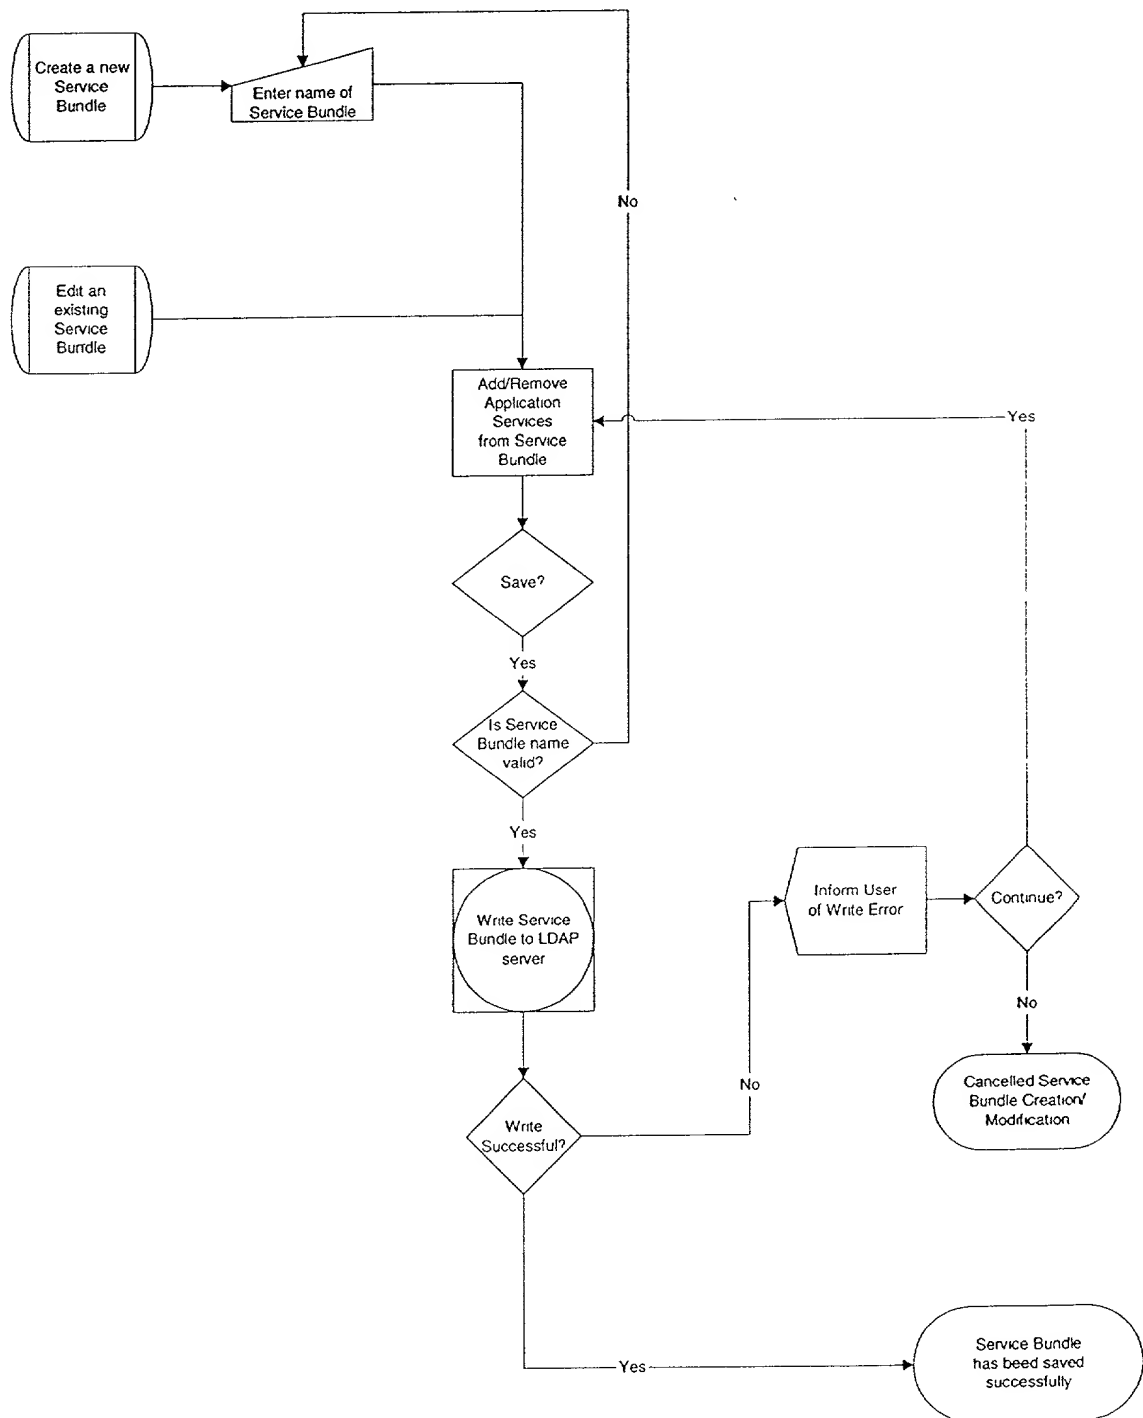 Create a new
Service
Bundle
Enter name of
Service Bundle
No
Edit an
existing
Service
Bundle
Add/Remove
Application
Services
from Service
Bundle
Yes
Save?
Yes
Is Service
Bundle name
valid?
Yes
Write Service
Bundle to LDAP
server
Inform User
of Write Error
Continue?
No
Cancelled Service
Bundle Creation/
Modification
No
Write
Successful?
Yes
Service Bundle
has beed saved
successfully